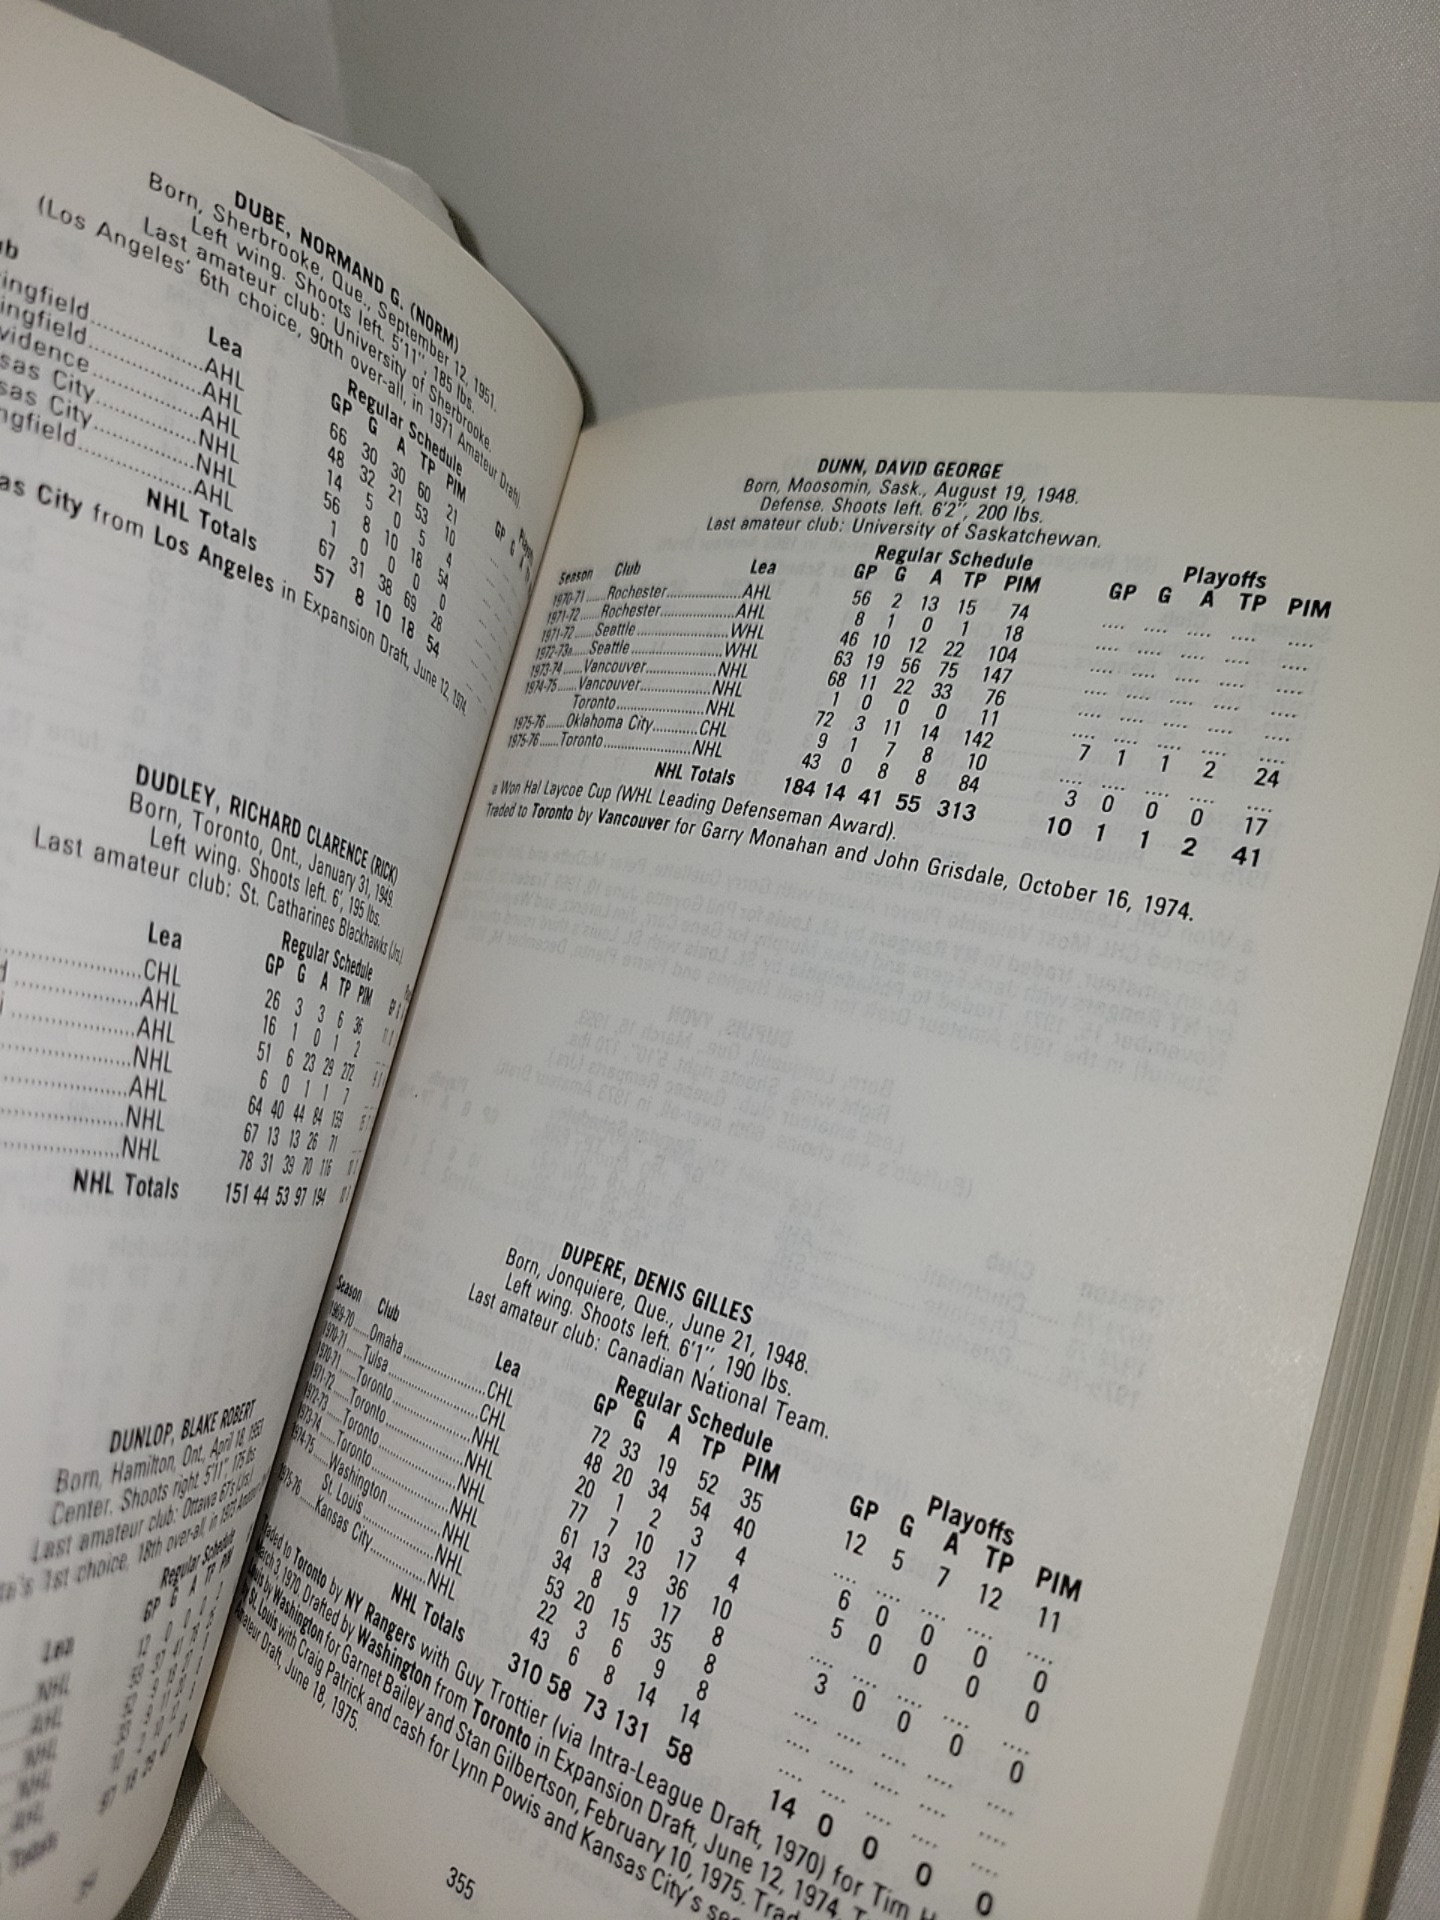 DUBE, NORMAND G. (NORM)
Born, Sherbrooke, Que., September 12, 1951.
Left wing. Shoots left. 5'11", 185 lbs.
Last amateur club: University of Sherbrooke.
(Los Angeles' 6th choice, 90th over-all, in 1971 Amateur Draft).
Lea Regular Schedule
GP G A TP PIM GP G
ingfield AHL 66 30 30 60 21
ingfield AHL 48 32 21 53 10
vidence AHL 14 5 0 5 4
sas City NHL 56 8 10 18 54
sas City NHL 1 0 0 0 0
ngfield AHL 67 31 38 69 28
NHL Totals 57 8 10 18 54
as City from Los Angeles in Expansion Draft, June 12, 1974.
DUDLEY, RICHARD CLARENCE (RICK)
Born, Toronto, Ont., January 31, 1949.
Left wing. Shoots left. 6', 195 lbs.
Last amateur club: St. Catharines Blackhawks (Jrs.)
Lea Regular Schedule
GP G A TP PIM
CHL 26 3 3 6 36
AHL 16 1 0 1 2
AHL 51 6 23 29 272
NHL 6 0 1 1 7
AHL 64 40 44 84 159
NHL 67 13 13 26 71
NHL 78 31 39 70 116
NHL Totals 151 44 53 97 194
DUNLOP, BLAKE ROBERT
Born, Hamilton, Ont., April 18, 1953
Center. Shoots right. 5'11" 175 lbs
Last amateur club: Ottawa 67's (Jrs.)
1st choice, 18th over-all, in 1973 Amateur
Regular Schedule
Lea GP G A TP PIM
NHL
AHL
NHL
NHL
AHL
DUNN, DAVID GEORGE
Born, Moosomin, Sask., August 19, 1948.
Defense. Shoots left. 6'2", 200 lbs.
Last amateur club: University of Saskatchewan.
Regular Schedule Playoffs
Season Club Lea GP G A TP PIM GP G A TP PIM
1970-71......Rochester....................AHL 56 2 13 15 74 .... .... .... .... ....
1971-72......Rochester....................AHL 8 1 0 1 18 .... .... .... .... ....
1971-72......Seattle.......................WHL 46 10 12 22 104 .... .... .... .... ....
1972-73a....Seattle.......................WHL 63 19 56 75 147 .... .... .... .... ....
1973-74......Vancouver..................NHL 68 11 22 33 76 .... .... .... .... ....
1974-75......Vancouver..................NHL 1 0 0 0 11 .... .... .... .... ....
Toronto......................NHL 72 3 11 14 142 7 1 1 2 24
1975-76......Oklahoma City...........CHL 9 1 7 8 10 .... .... .... .... ....
1975-76......Toronto......................NHL 43 0 8 8 84 3 0 0 0 17
NHL Totals 184 14 41 55 313 10 1 1 2 41
a Won Hal Laycoe Cup (WHL Leading Defenseman Award).
Traded to Toronto by Vancouver for Garry Monahan and John Grisdale, October 16, 1974.
DUPERE, DENIS GILLES
Born, Jonquiere, Que., June 21, 1948.
Left wing. Shoots left. 6'1", 190 lbs.
Last amateur club: Canadian National Team.
Regular Schedule Playoffs
Season Club Lea GP G A TP PIM GP G A TP PIM
1969-70......Omaha......................CHL 72 33 19 52 35 12 5 7 12 11
1970-71......Tulsa..........................CHL 48 20 34 54 40 .... .... .... .... ....
1970-71......Toronto......................NHL 20 1 2 3 4 6 0 0 0 0
1971-72......Toronto......................NHL 77 7 10 17 4 5 0 0 0 0
1972-73......Toronto......................NHL 61 13 23 36 10 .... .... .... .... ....
1973-74......Toronto......................NHL 34 8 9 17 8 3 0 0 0 0
1974-75......Washington................NHL 53 20 15 35 8 .... .... .... .... ....
St. Louis....................NHL 22 3 6 9 8 .... .... .... .... ....
1975-76......Kansas City................NHL 43 6 8 14 14 .... .... .... .... ....
NHL Totals 310 58 73 131 58 14 0 0 0 0
Traded to Toronto by NY Rangers with Guy Trottier (via Intra-League Draft, 1970) for Tim
March 3, 1970. Drafted by Washington from Toronto in Expansion Draft, June 12, 1974.
Louis by Washington for Garnet Bailey and Stan Gilbertson, February 10, 1975.
by St. Louis with Craig Patrick and cash for Lynn Powis and Kansas City's
Amateur Draft, June 18, 1975.
355